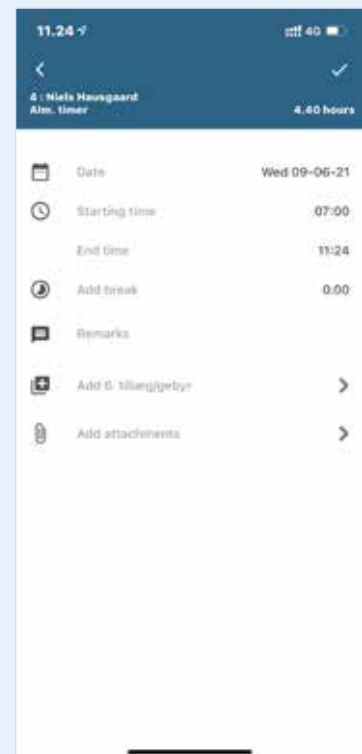 11.24 4G
4 : Niels Hausgaard
Alm. timer 4.40 hours
Date Wed 09-06-21
Starting time 07:00
End time 11:24
Add break 0.00
Remarks
Add 6. tillæg/gebyr
Add attachments